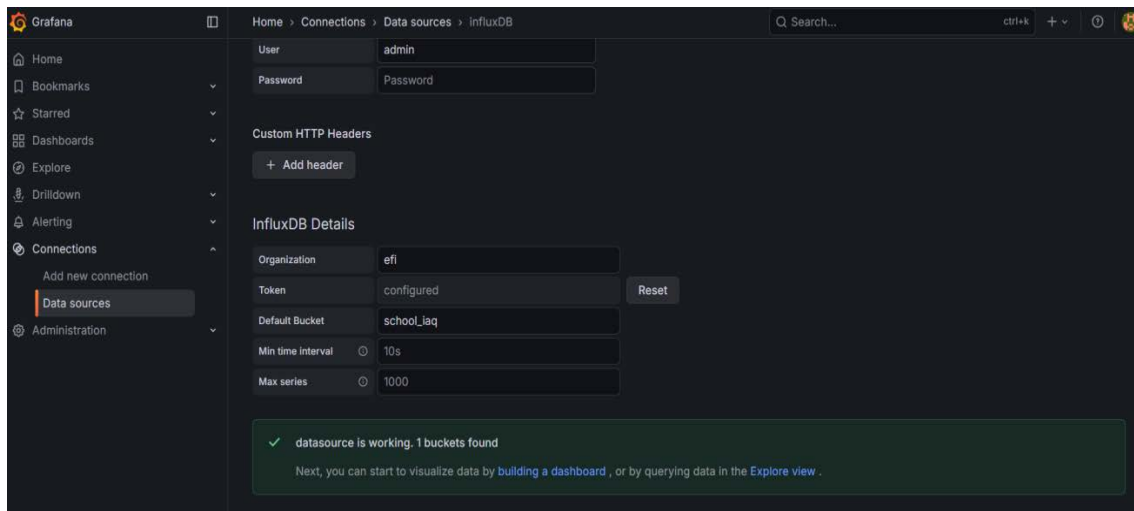 Grafana
Home › Connections › Data sources › influxDB
Search...
ctrl+k
Home
Bookmarks
Starred
Dashboards
Explore
Drilldown
Alerting
Connections
Add new connection
Data sources
Administration
User
admin
Password
Password
Custom HTTP Headers
+ Add header
InfluxDB Details
Organization
efi
Token
configured
Reset
Default Bucket
school_iaq
Min time interval
10s
Max series
1000
datasource is working. 1 buckets found
Next, you can start to visualize data by building a dashboard , or by querying data in the Explore view .